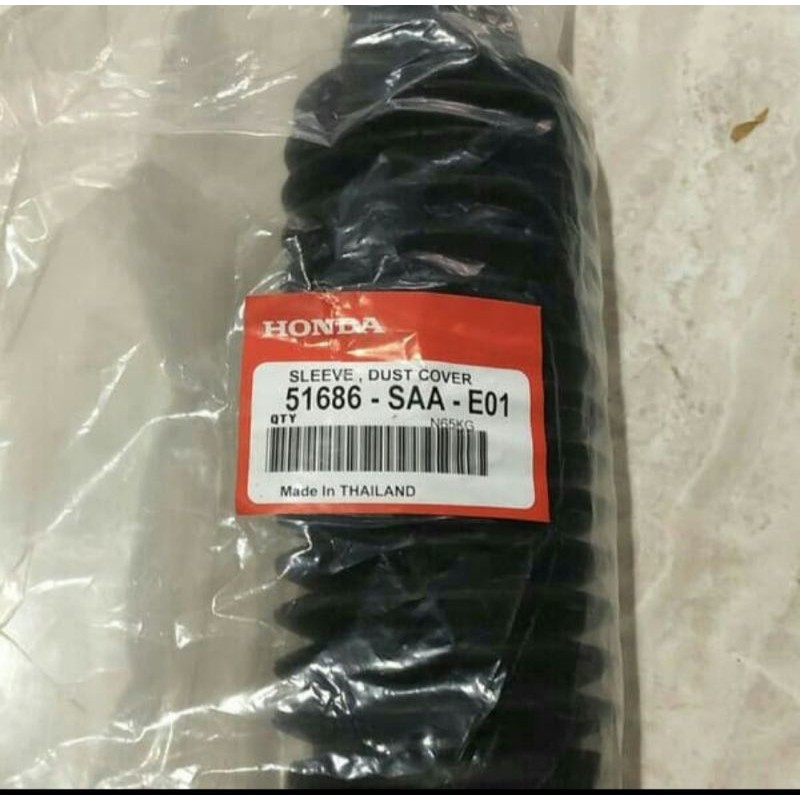 HONDA
SLEEVE , DUST COVER
51686 - SAA - E01
QTY N65KG
Made In THAILAND